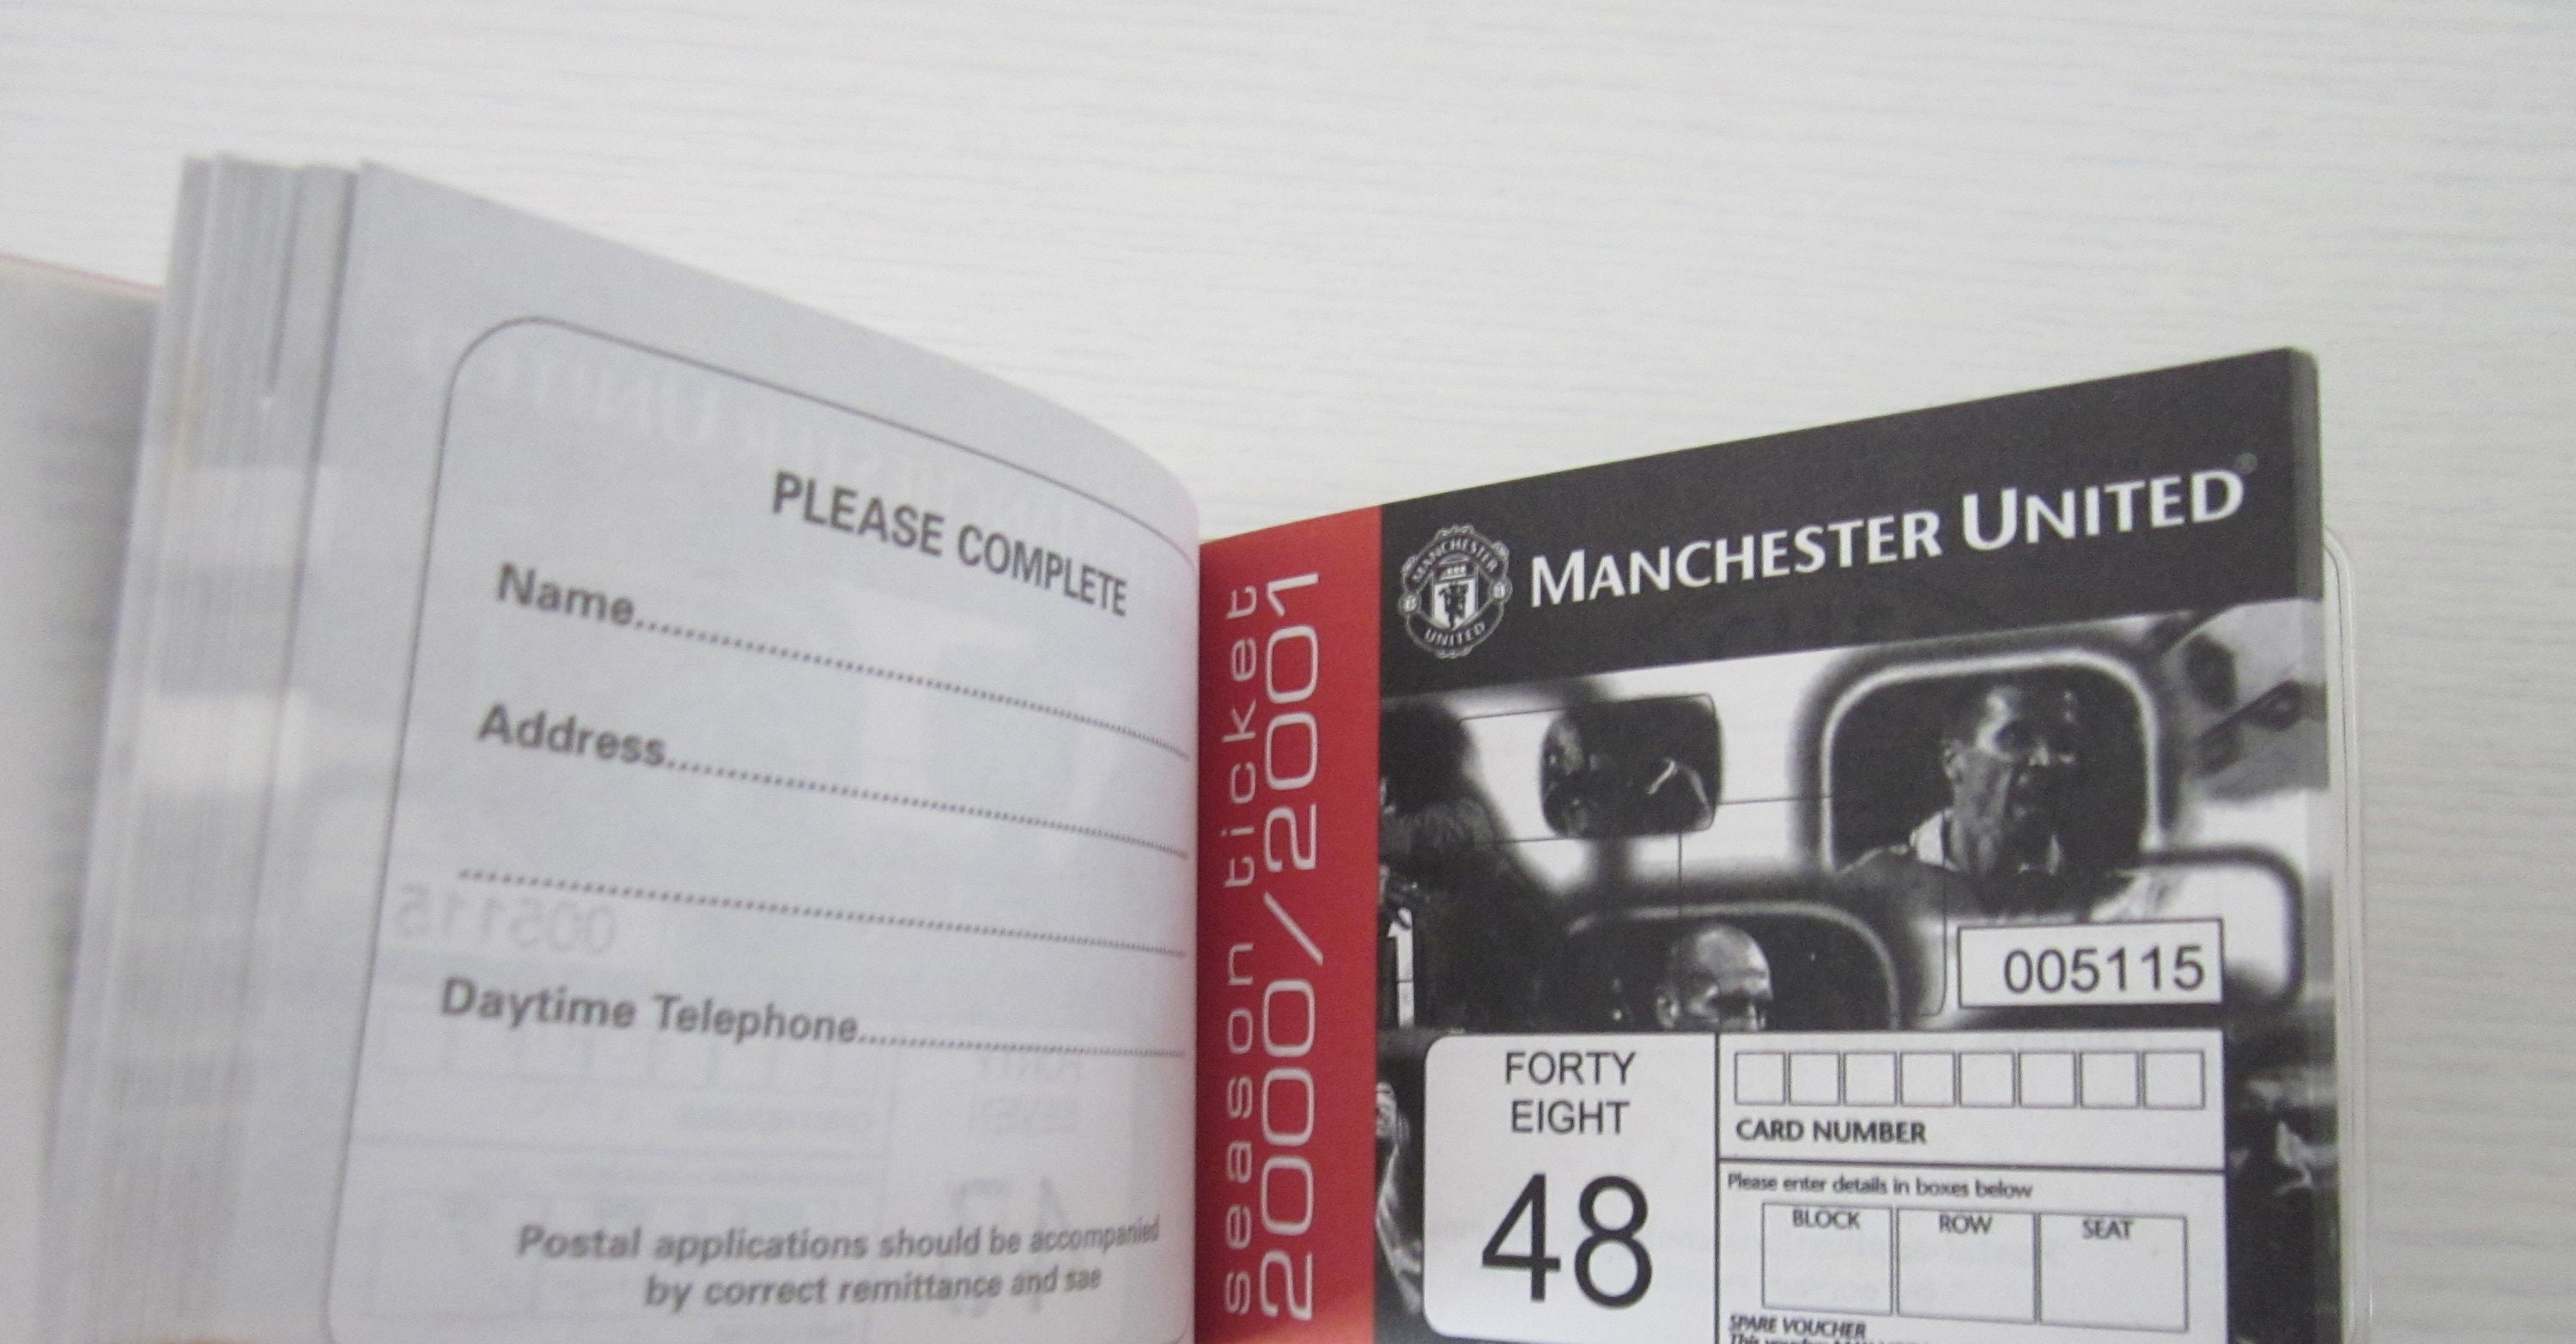 PLEASE COMPLETE
Name
Address
Daytime Telephone
Postal applications should be accompanied
by correct remittance and sae
005115
season ticket
2000/2001
MANCHESTER
UNITED
MANCHESTER UNITED®
005115
FORTY
EIGHT
48
CARD NUMBER
Please enter details in boxes below
BLOCK ROW SEAT
SPARE VOUCHER